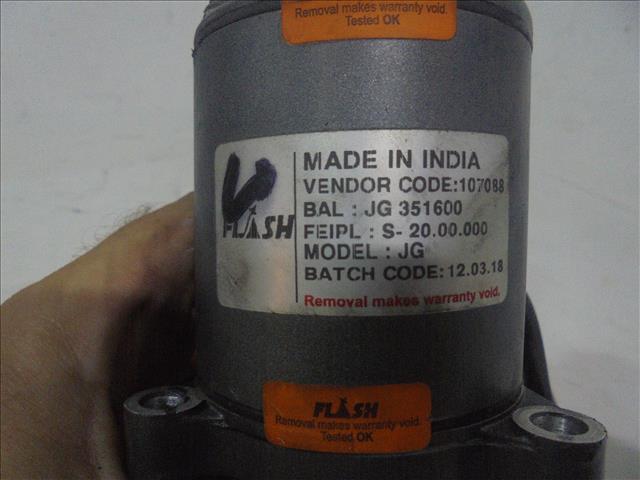 Removal makes warranty void.
Tested OK
FLASH
MADE IN INDIA
VENDOR CODE:107088
BAL : JG 351600
FEIPL : S- 20.00.000
MODEL : JG
BATCH CODE: 12.03.18
Removal makes warranty void.
FLASH
Removal makes warranty void.
Tested OK